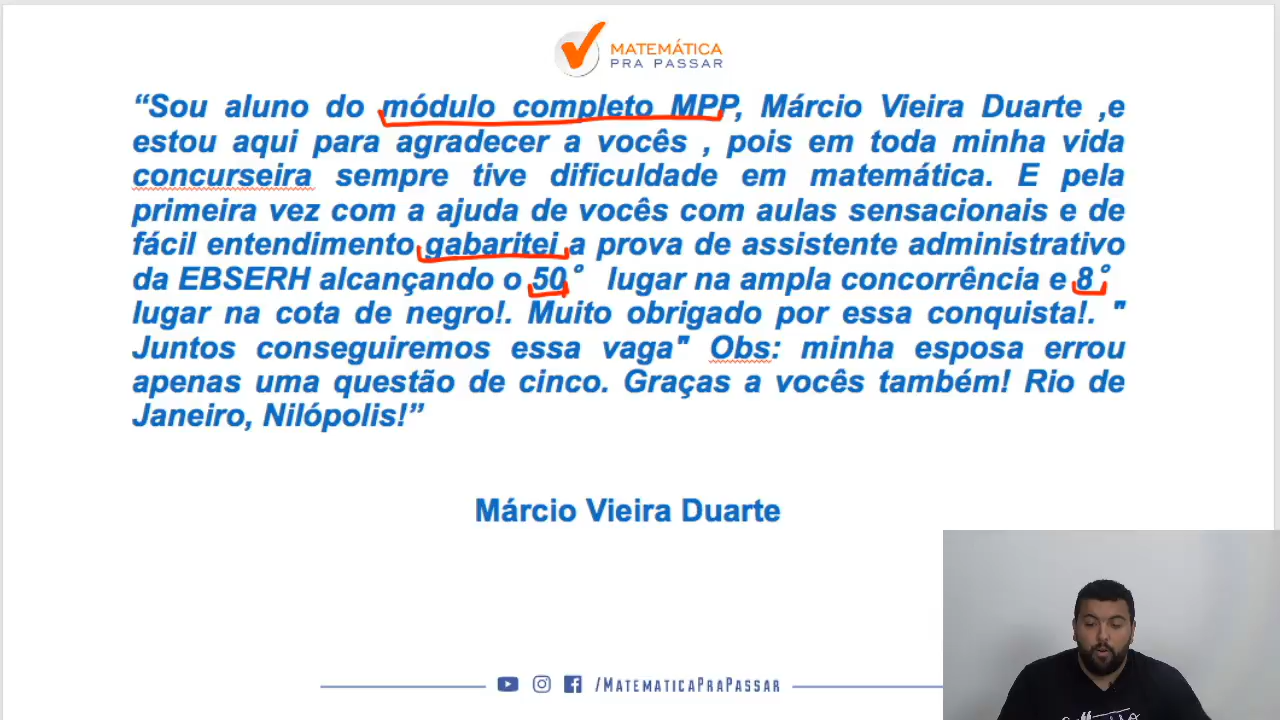 MATEMÁTICA
PRA PASSAR
“Sou aluno do módulo completo MPP, Márcio Vieira Duarte ,e
estou aqui para agradecer a vocês , pois em toda minha vida
concurseira sempre tive dificuldade em matemática. E pela
primeira vez com a ajuda de vocês com aulas sensacionais e de
fácil entendimento gabaritei a prova de assistente administrativo
da EBSERH alcançando o 50° lugar na ampla concorrência e 8°
lugar na cota de negro!. Muito obrigado por essa conquista!. "
Juntos conseguiremos essa vaga" Obs: minha esposa errou
apenas uma questão de cinco. Graças a vocês também! Rio de
Janeiro, Nilópolis!”
Márcio Vieira Duarte
/MATEMATICAPRAPASSAR